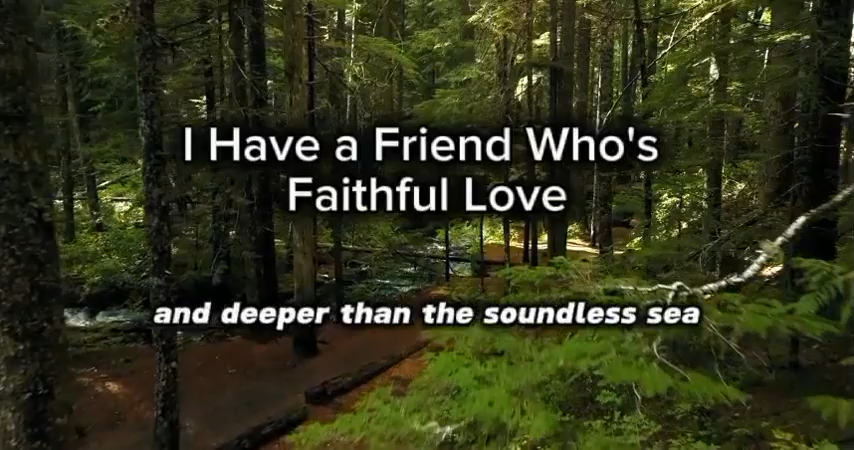 I Have a Friend Who's
Faithful Love
and deeper than the soundless sea